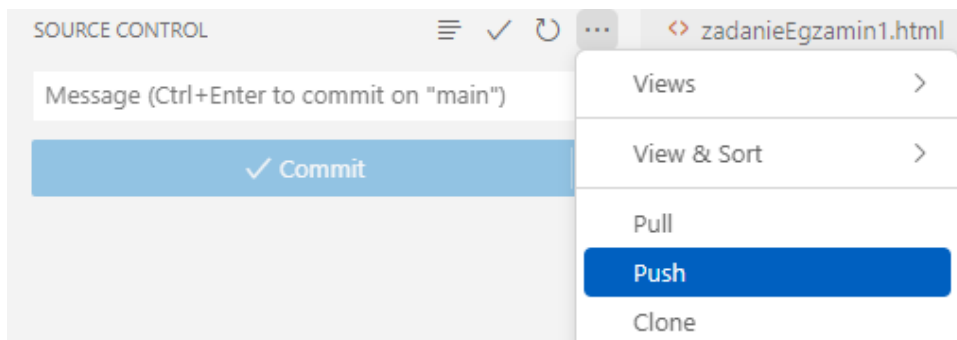 SOURCE CONTROL
zadanieEgzamin1.html
Message (Ctrl+Enter to commit on "main")
Commit
Views
View & Sort
Pull
Push
Clone